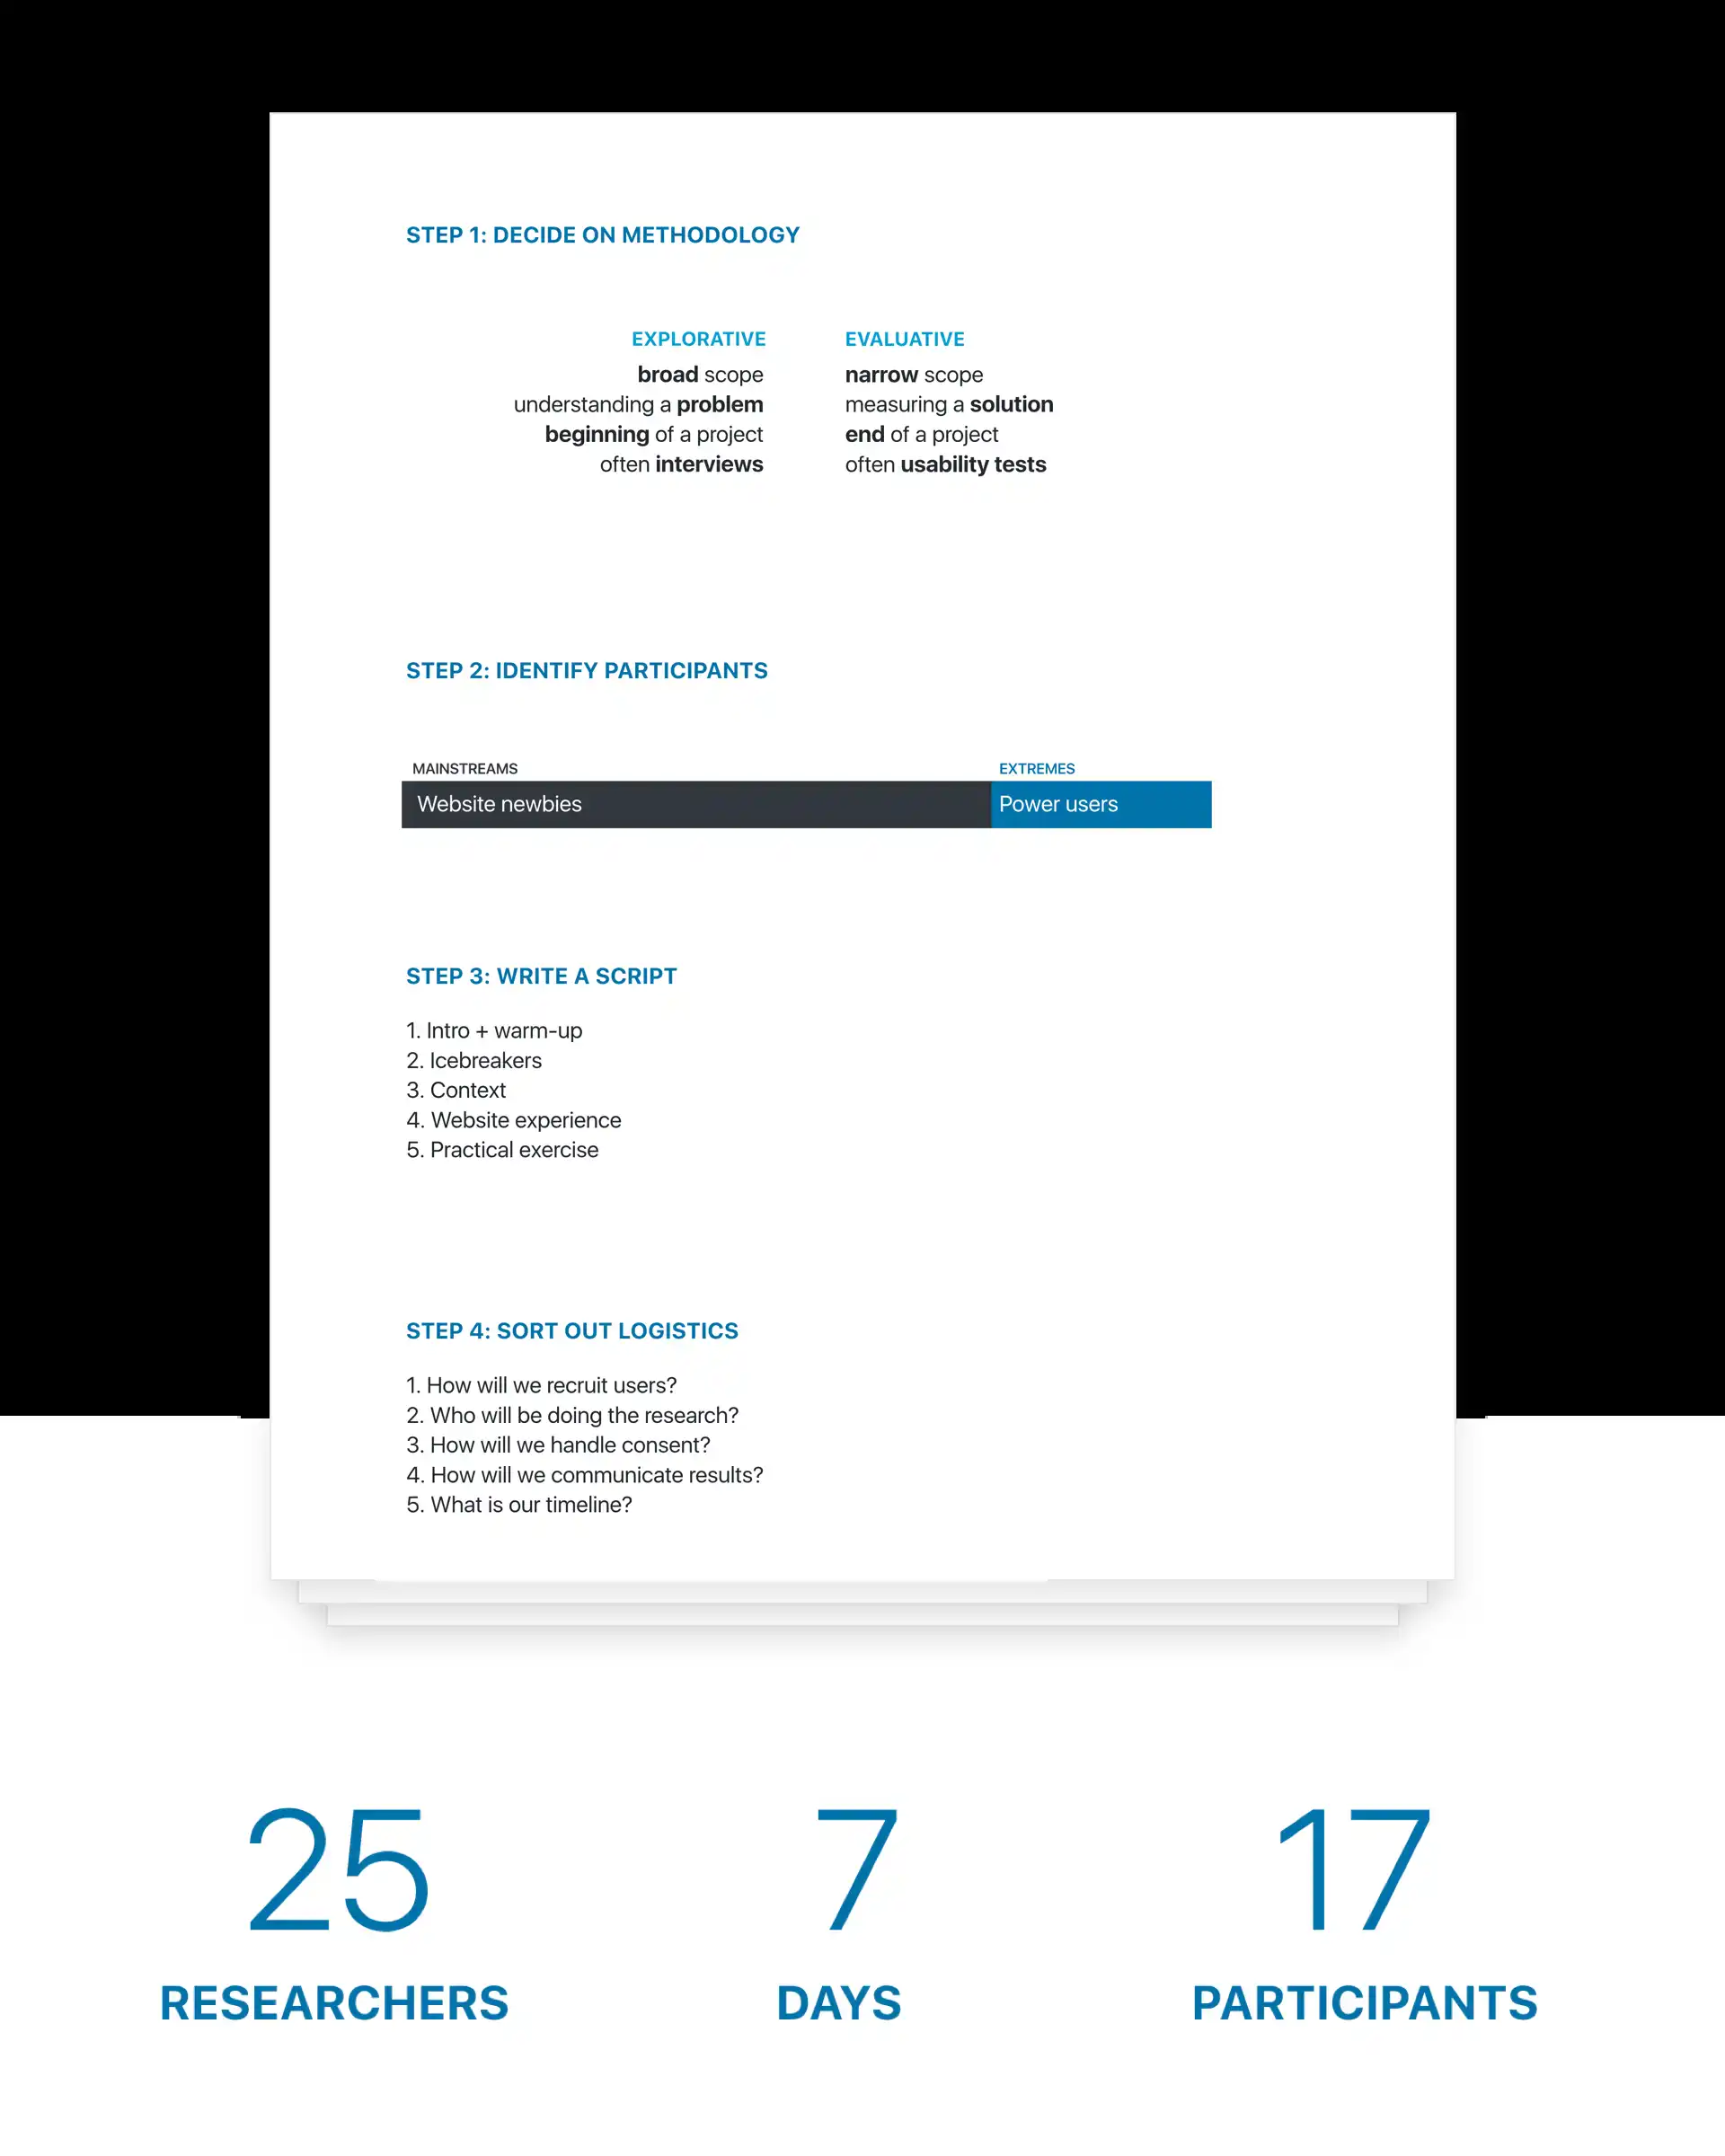 STEP 1: DECIDE ON METHODOLOGY
EXPLORATIVE
broad scope
understanding a problem
beginning of a project
often interviews
EVALUATIVE
narrow scope
measuring a solution
end of a project
often usability tests
STEP 2: IDENTIFY PARTICIPANTS
MAINSTREAMS
Website newbies
EXTREMES
Power users
STEP 3: WRITE A SCRIPT
1. Intro + warm-up
2. Icebreakers
3. Context
4. Website experience
5. Practical exercise
STEP 4: SORT OUT LOGISTICS
1. How will we recruit users?
2. Who will be doing the research?
3. How will we handle consent?
4. How will we communicate results?
5. What is our timeline?
25
RESEARCHERS
7
DAYS
17
PARTICIPANTS